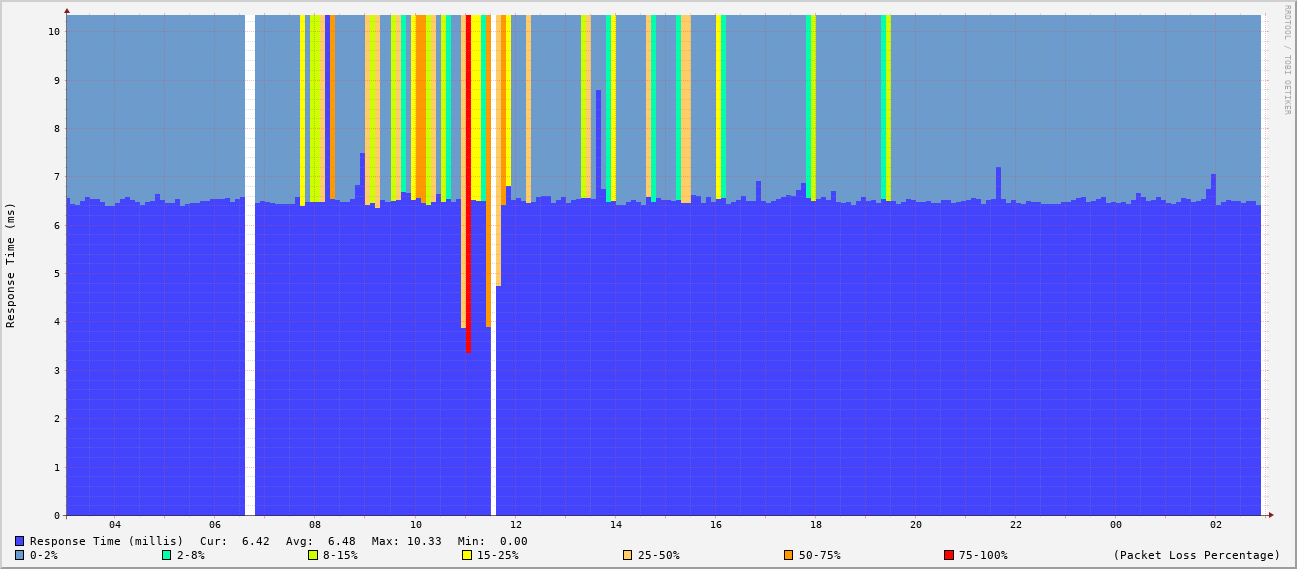 RRDTOOL / TOBI OETIKER
Response Time (ms)
10
9
8
7
6
5
4
3
2
1
0
04 06 08 10 12 14 16 18 20 22 00 02
Response Time (millis) Cur: 6.42 Avg: 6.48 Max: 10.33 Min: 0.00
0-2% 2-8% 8-15% 15-25% 25-50% 50-75% 75-100% (Packet Loss Percentage)